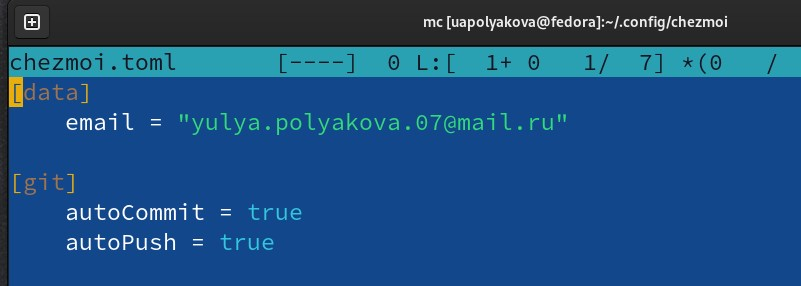 mc [uapolyakova@fedora]:~/.config/chezmoi
chezmoi.toml [----] 0 L:[ 1+ 0 1/ 7] *(0 /
[data]
email = "yulya.polyakova.07@mail.ru"
[git]
autoCommit = true
autoPush = true